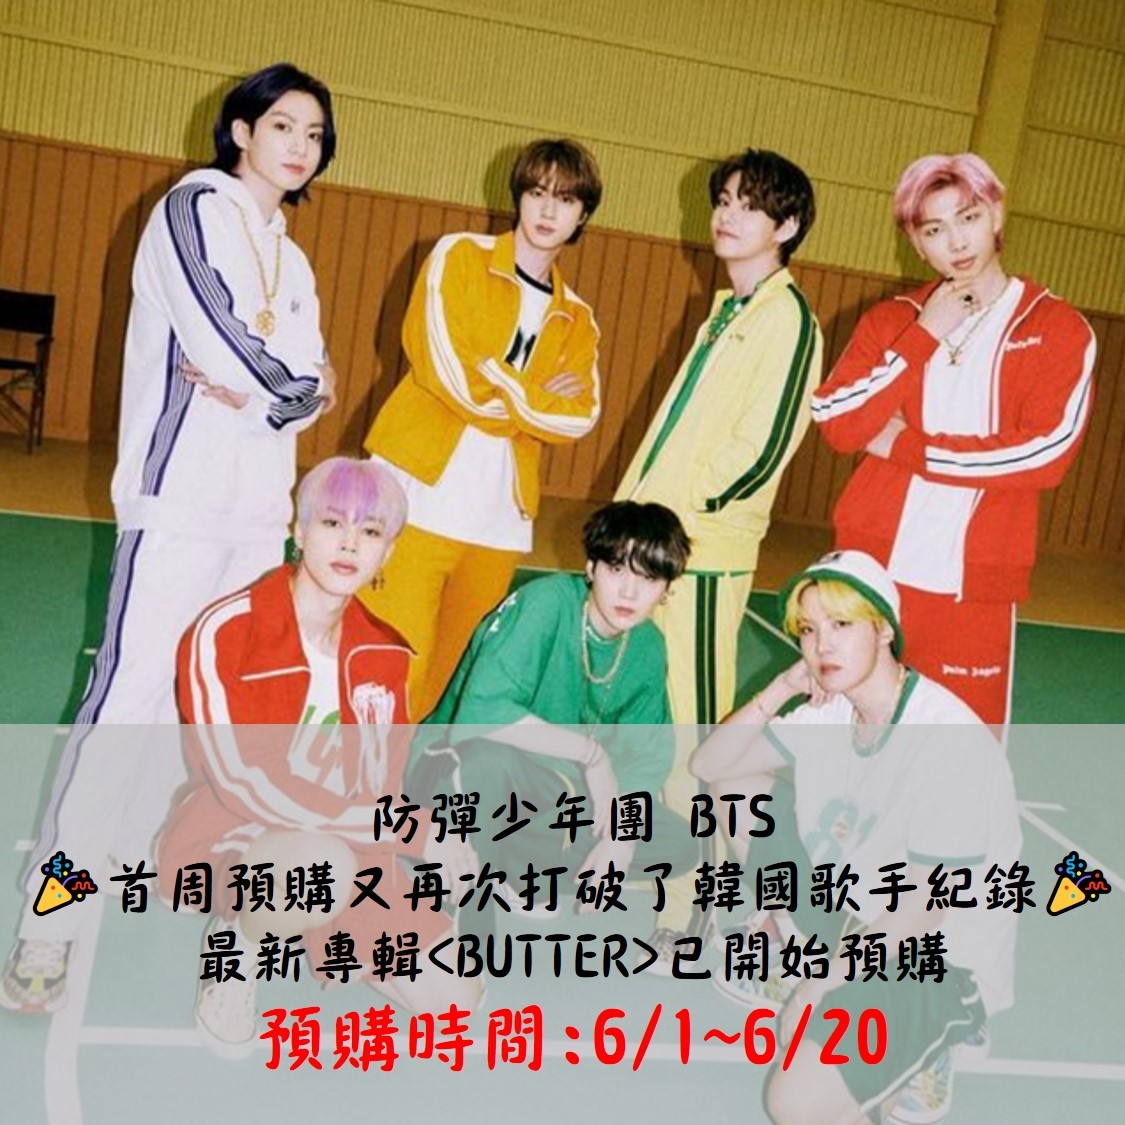 防彈少年團 BTS
🎉首周預購又再次打破了韓國歌手紀錄🎉
最新專輯<BUTTER>已開始預購
預購時間:6/1~6/20
Palm Angels